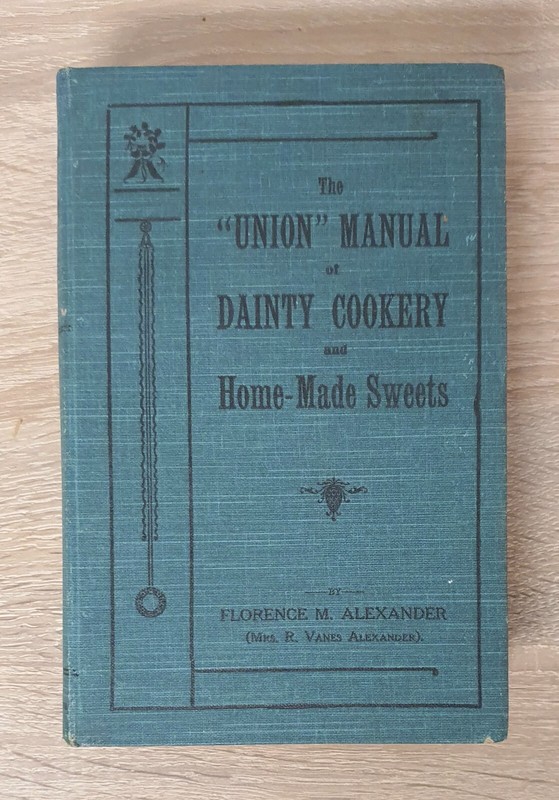 The
"UNION" MANUAL
of
DAINTY COOKERY
and
Home-Made Sweets
BY
FLORENCE M. ALEXANDER
(MRS. R. VANES ALEXANDER).